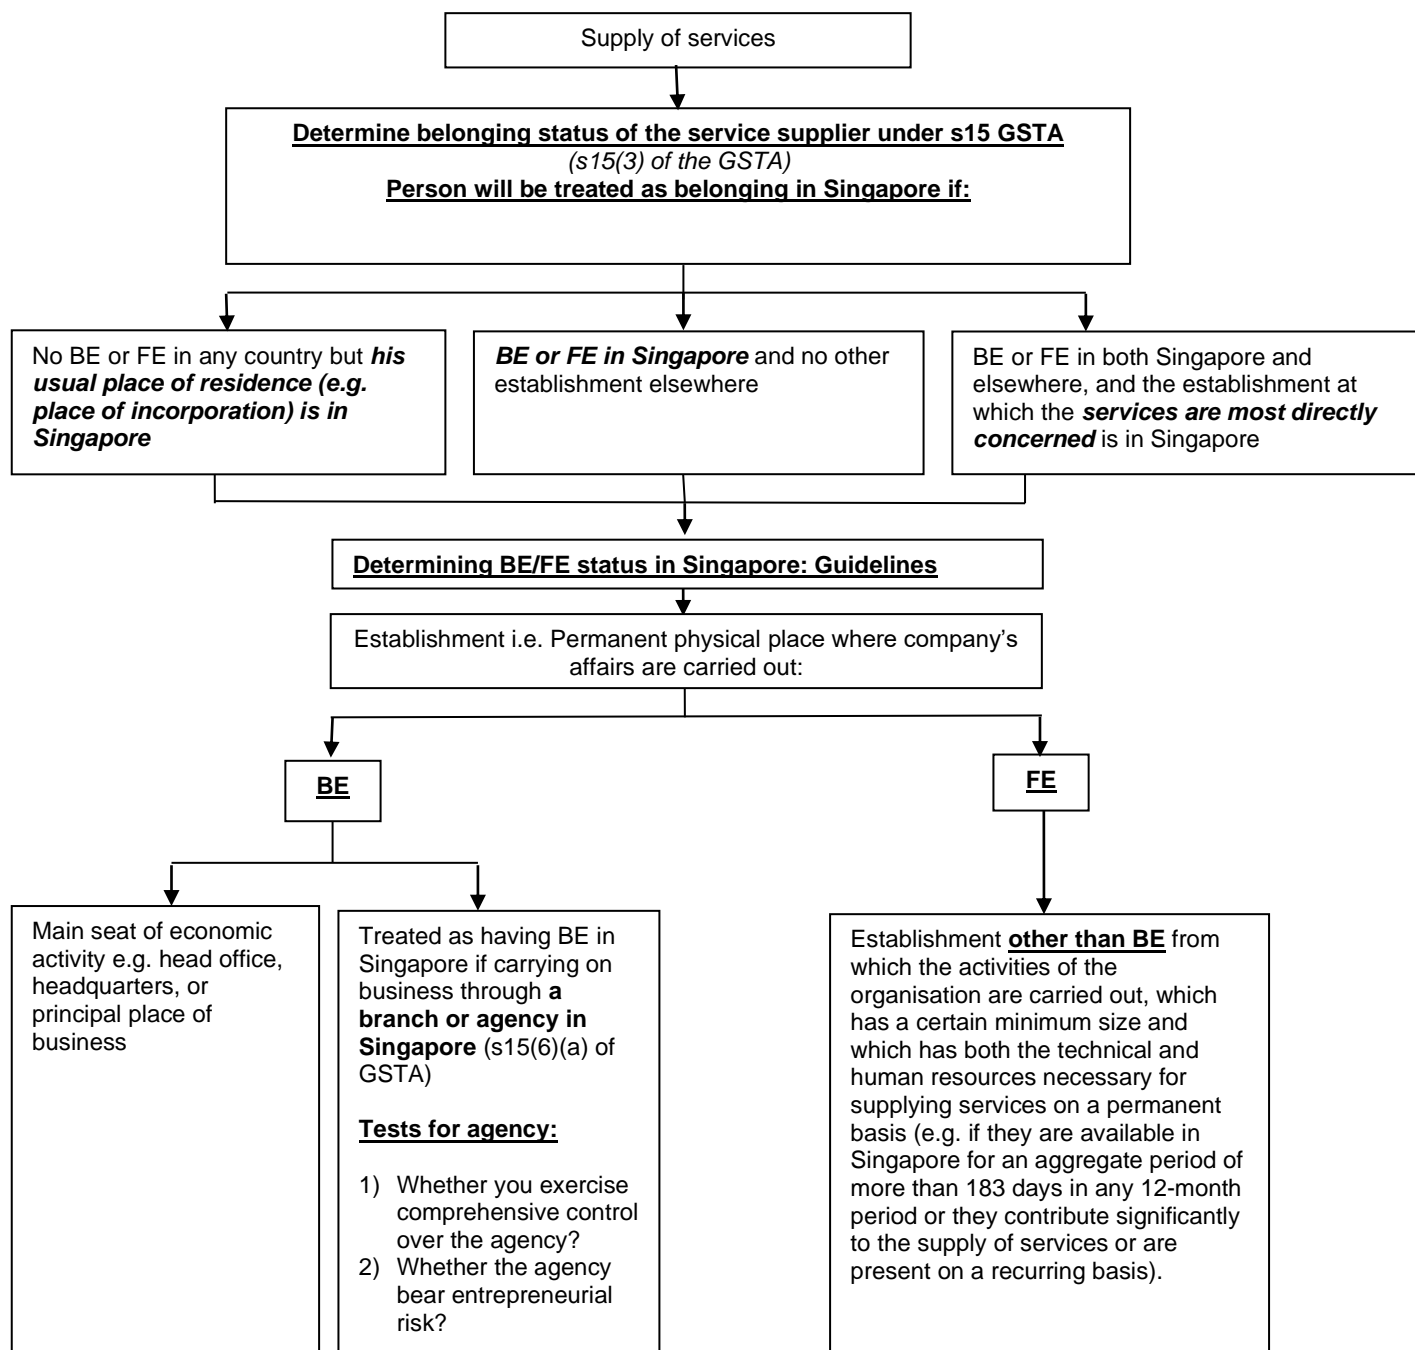 Supply of services
Determine belonging status of the service supplier under s15 GSTA
(s15(3) of the GSTA)
Person will be treated as belonging in Singapore if:
No BE or FE in any country but his
usual place of residence (e.g.
place of incorporation) is in
Singapore
BE or FE in Singapore and no other
establishment elsewhere
BE or FE in both Singapore and
elsewhere, and the establishment at
which the services are most directly
concerned is in Singapore
Determining BE/FE status in Singapore: Guidelines
Establishment i.e. Permanent physical place where company’s
affairs are carried out:
BE
FE
Main seat of economic
activity e.g. head office,
headquarters, or
principal place of
business
Treated as having BE in
Singapore if carrying on
business through a
branch or agency in
Singapore (s15(6)(a) of
GSTA)
Tests for agency:
1) Whether you exercise
comprehensive control
over the agency?
2) Whether the agency
bear entrepreneurial
risk?
Establishment other than BE from
which the activities of the
organisation are carried out, which
has a certain minimum size and
which has both the technical and
human resources necessary for
supplying services on a permanent
basis (e.g. if they are available in
Singapore for an aggregate period of
more than 183 days in any 12-month
period or they contribute significantly
to the supply of services or are
present on a recurring basis).